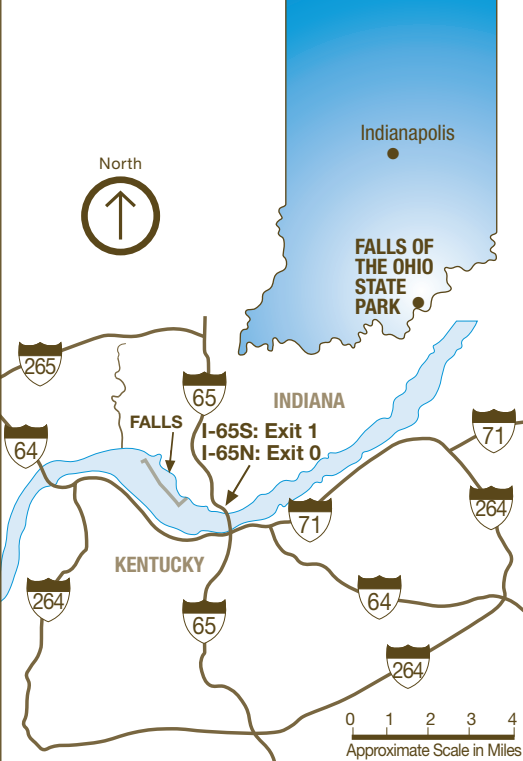 Indianapolis
North
FALLS OF
THE OHIO
STATE
PARK
265
65
INDIANA
FALLS
I-65S: Exit 1
I-65N: Exit 0
71
64
264
71
KENTUCKY
264
65
64
264
0 1 2 3 4
Approximate Scale in Miles